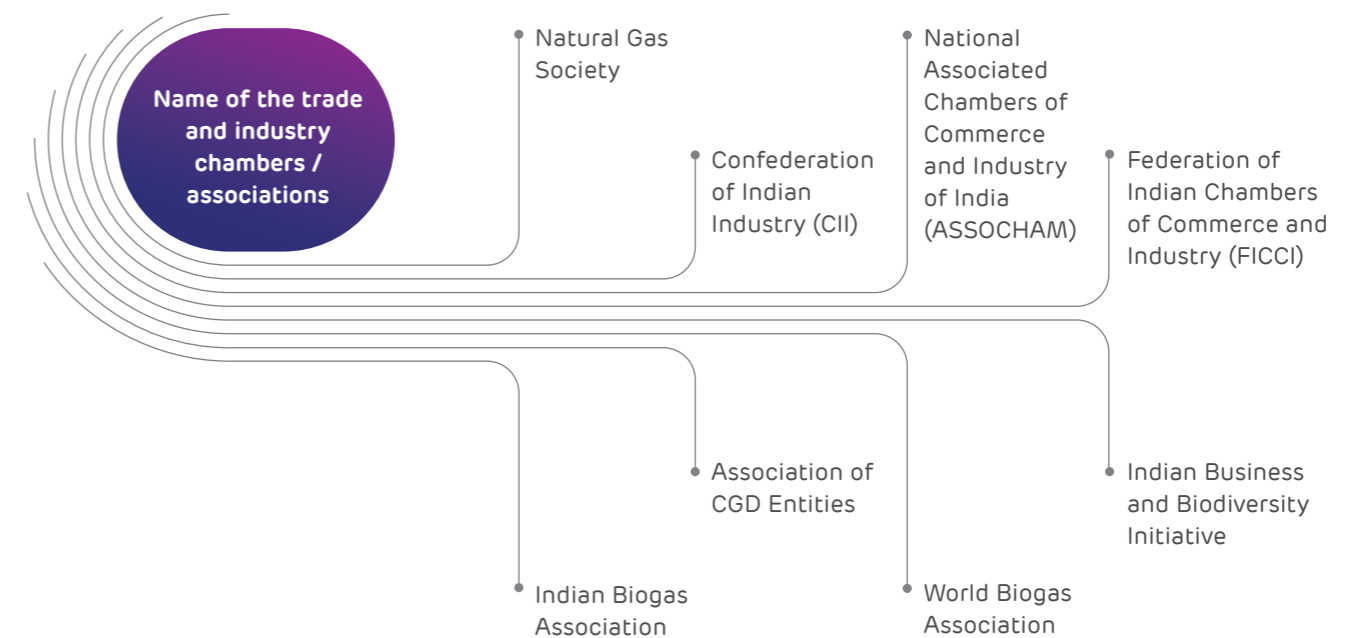 Name of the trade
and industry
chambers /
associations
Natural Gas
Society
Confederation
of Indian
Industry (CII)
National
Associated
Chambers of
Commerce
and Industry
of India
(ASSOCHAM)
Federation of
Indian Chambers
of Commerce and
Industry (FICCI)
Indian Biogas
Association
Association of
CGD Entities
World Biogas
Association
Indian Business
and Biodiversity
Initiative